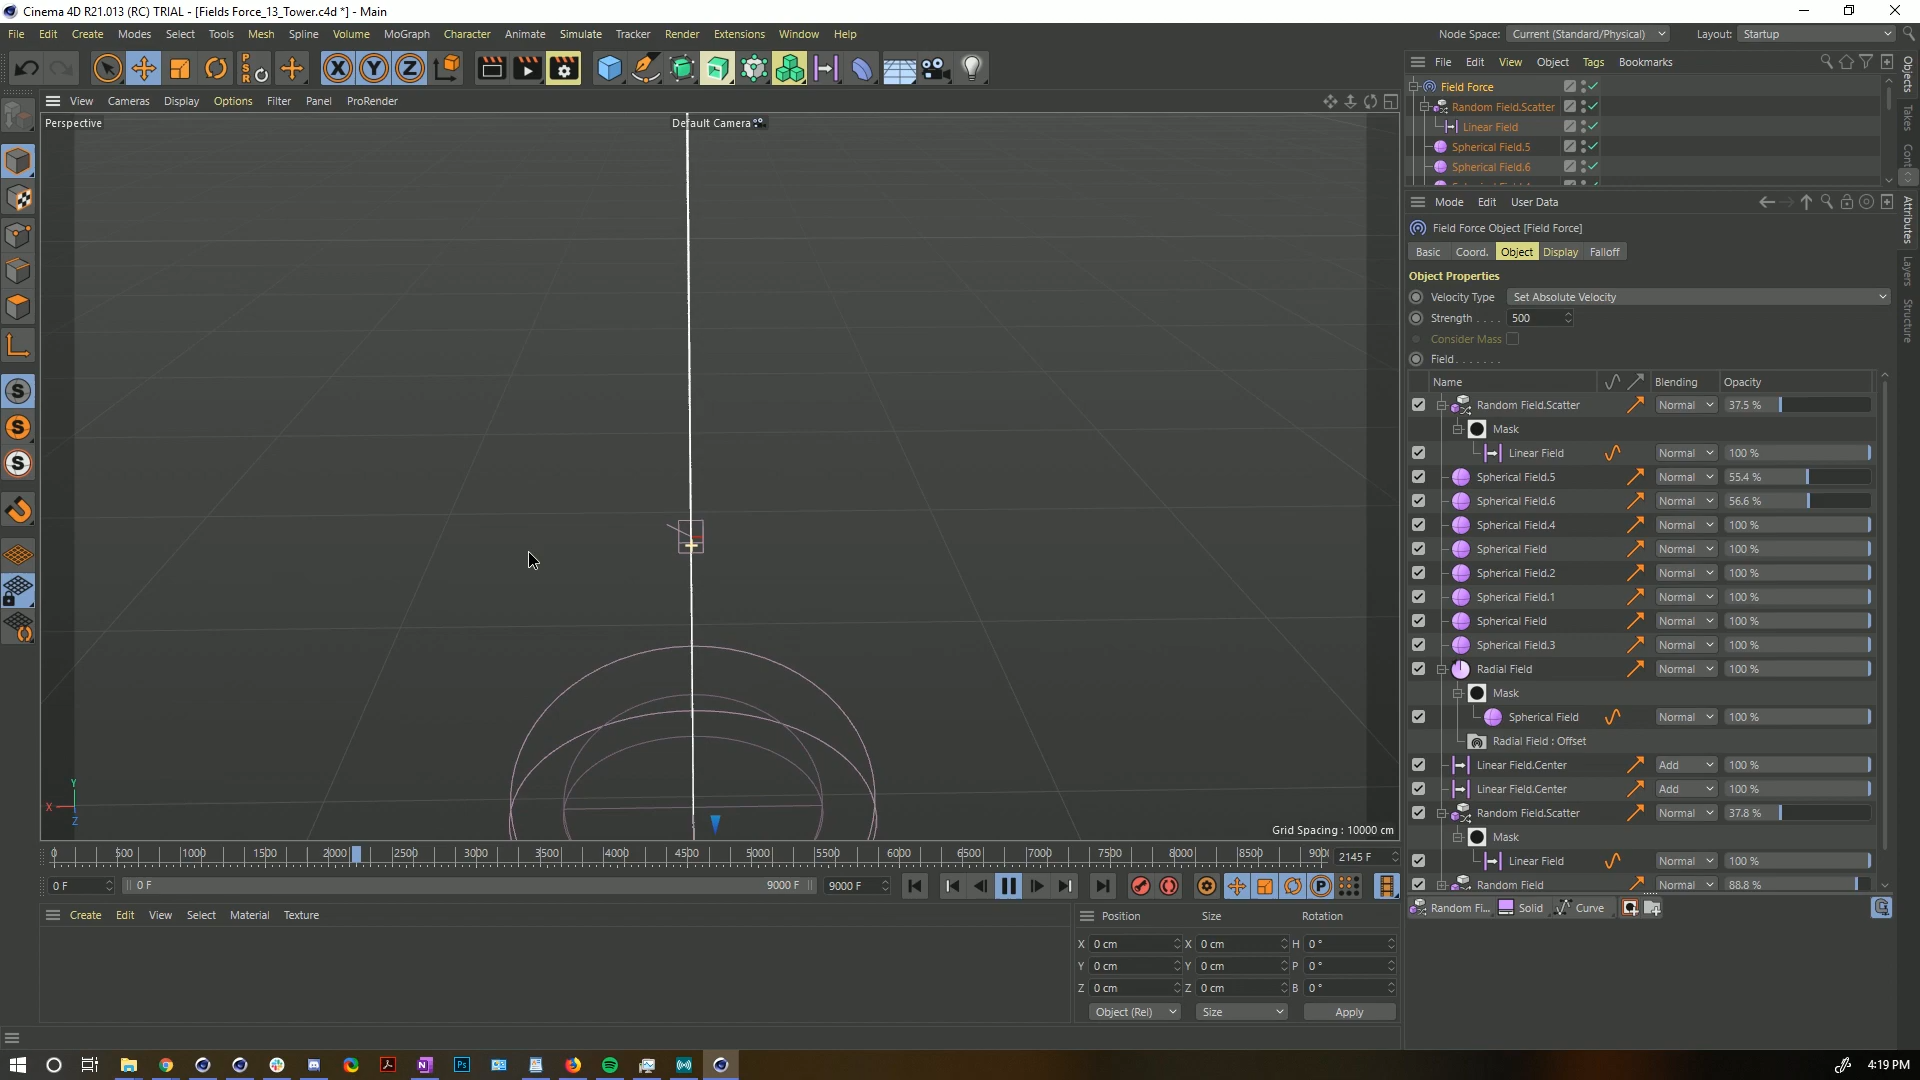 Cinema 4D R21.013 (RC) TRIAL - [Fields Force_13_Tower.c4d *] - Main
File Edit Create Modes Select Tools Mesh Spline Volume MoGraph Character Animate Simulate Tracker Render Extensions Window Help
Node Space: Current (Standard/Physical) Layout: Startup
View Cameras Display Options Filter Panel ProRender
Perspective
Default Camera
Grid Spacing : 10000 cm
Y
X
Z
File Edit View Object Tags Bookmarks
Field Force
Random Field.Scatter
Linear Field
Spherical Field.5
Spherical Field.6
Objects
Takes
Attributes
Layers
Structure
Mode Edit User Data
Field Force Object [Field Force]
Basic Coord. Object Display Falloff
Object Properties
Velocity Type Set Absolute Velocity
Strength . . . . 500
Consider Mass
Field. . . . . . .
Name Blending Opacity
Random Field.Scatter Normal 37.5 %
Mask
Linear Field Normal 100 %
Spherical Field.5 Normal 55.4 %
Spherical Field.6 Normal 56.6 %
Spherical Field.4 Normal 100 %
Spherical Field Normal 100 %
Spherical Field.2 Normal 100 %
Spherical Field.1 Normal 100 %
Spherical Field Normal 100 %
Spherical Field.3 Normal 100 %
Radial Field Normal 100 %
Mask
Spherical Field Normal 100 %
Radial Field : Offset
Linear Field.Center Add 100 %
Linear Field.Center Add 100 %
Random Field.Scatter Normal 37.8 %
Mask
Linear Field Normal 100 %
Random Field Normal 88.8 %
Random Fi... Solid Curve
0 500 1000 1500 2000 2500 3000 3500 4000 4500 5000 5500 6000 6500 7000 7500 8000 8500 9000 2145 F
0 F 0 F 9000 F 9000 F
Create Edit View Select Material Texture
Position Size Rotation
X 0 cm X 0 cm H 0 °
Y 0 cm Y 0 cm P 0 °
Z 0 cm Z 0 cm B 0 °
Object (Rel) Size Apply
4:19 PM